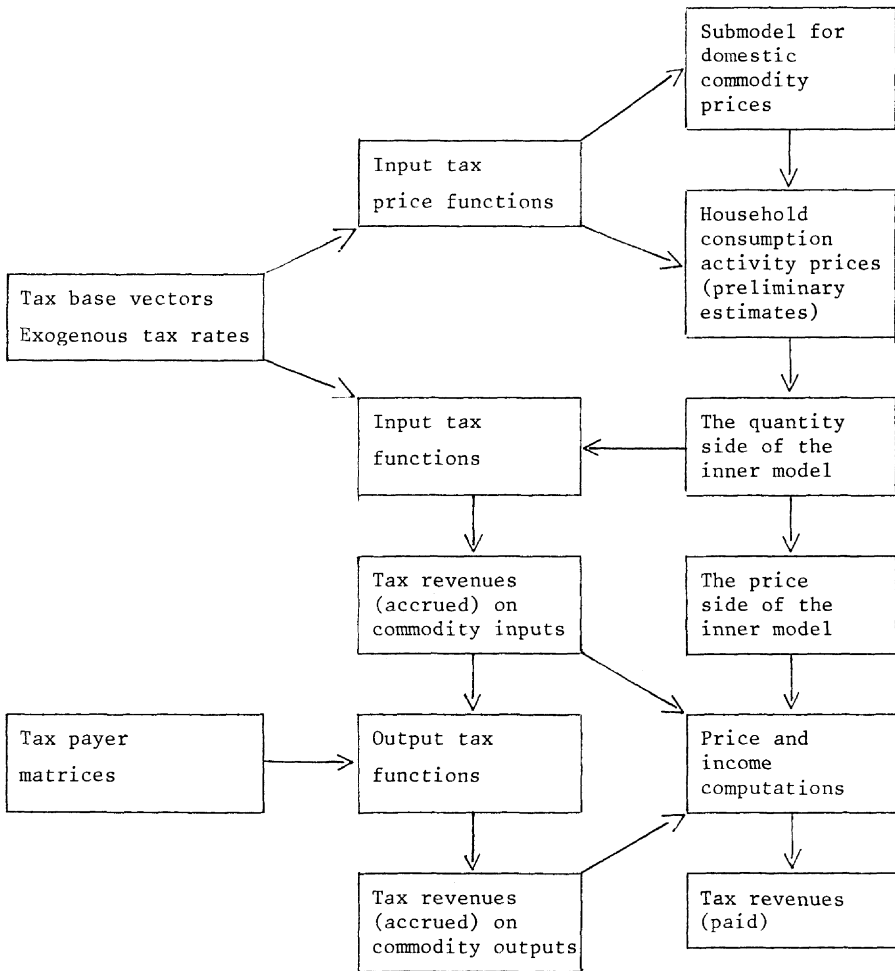 Submodel for
domestic
commodity
prices
Input tax
price functions
Household
consumption
activity prices
(preliminary
estimates)
Tax base vectors
Exogenous tax rates
Input tax
functions
The quantity
side of the
inner model
Tax revenues
(accrued) on
commodity inputs
The price
side of the
inner model
Tax payer
matrices
Output tax
functions
Price and
income
computations
Tax revenues
(accrued) on
commodity outputs
Tax revenues
(paid)